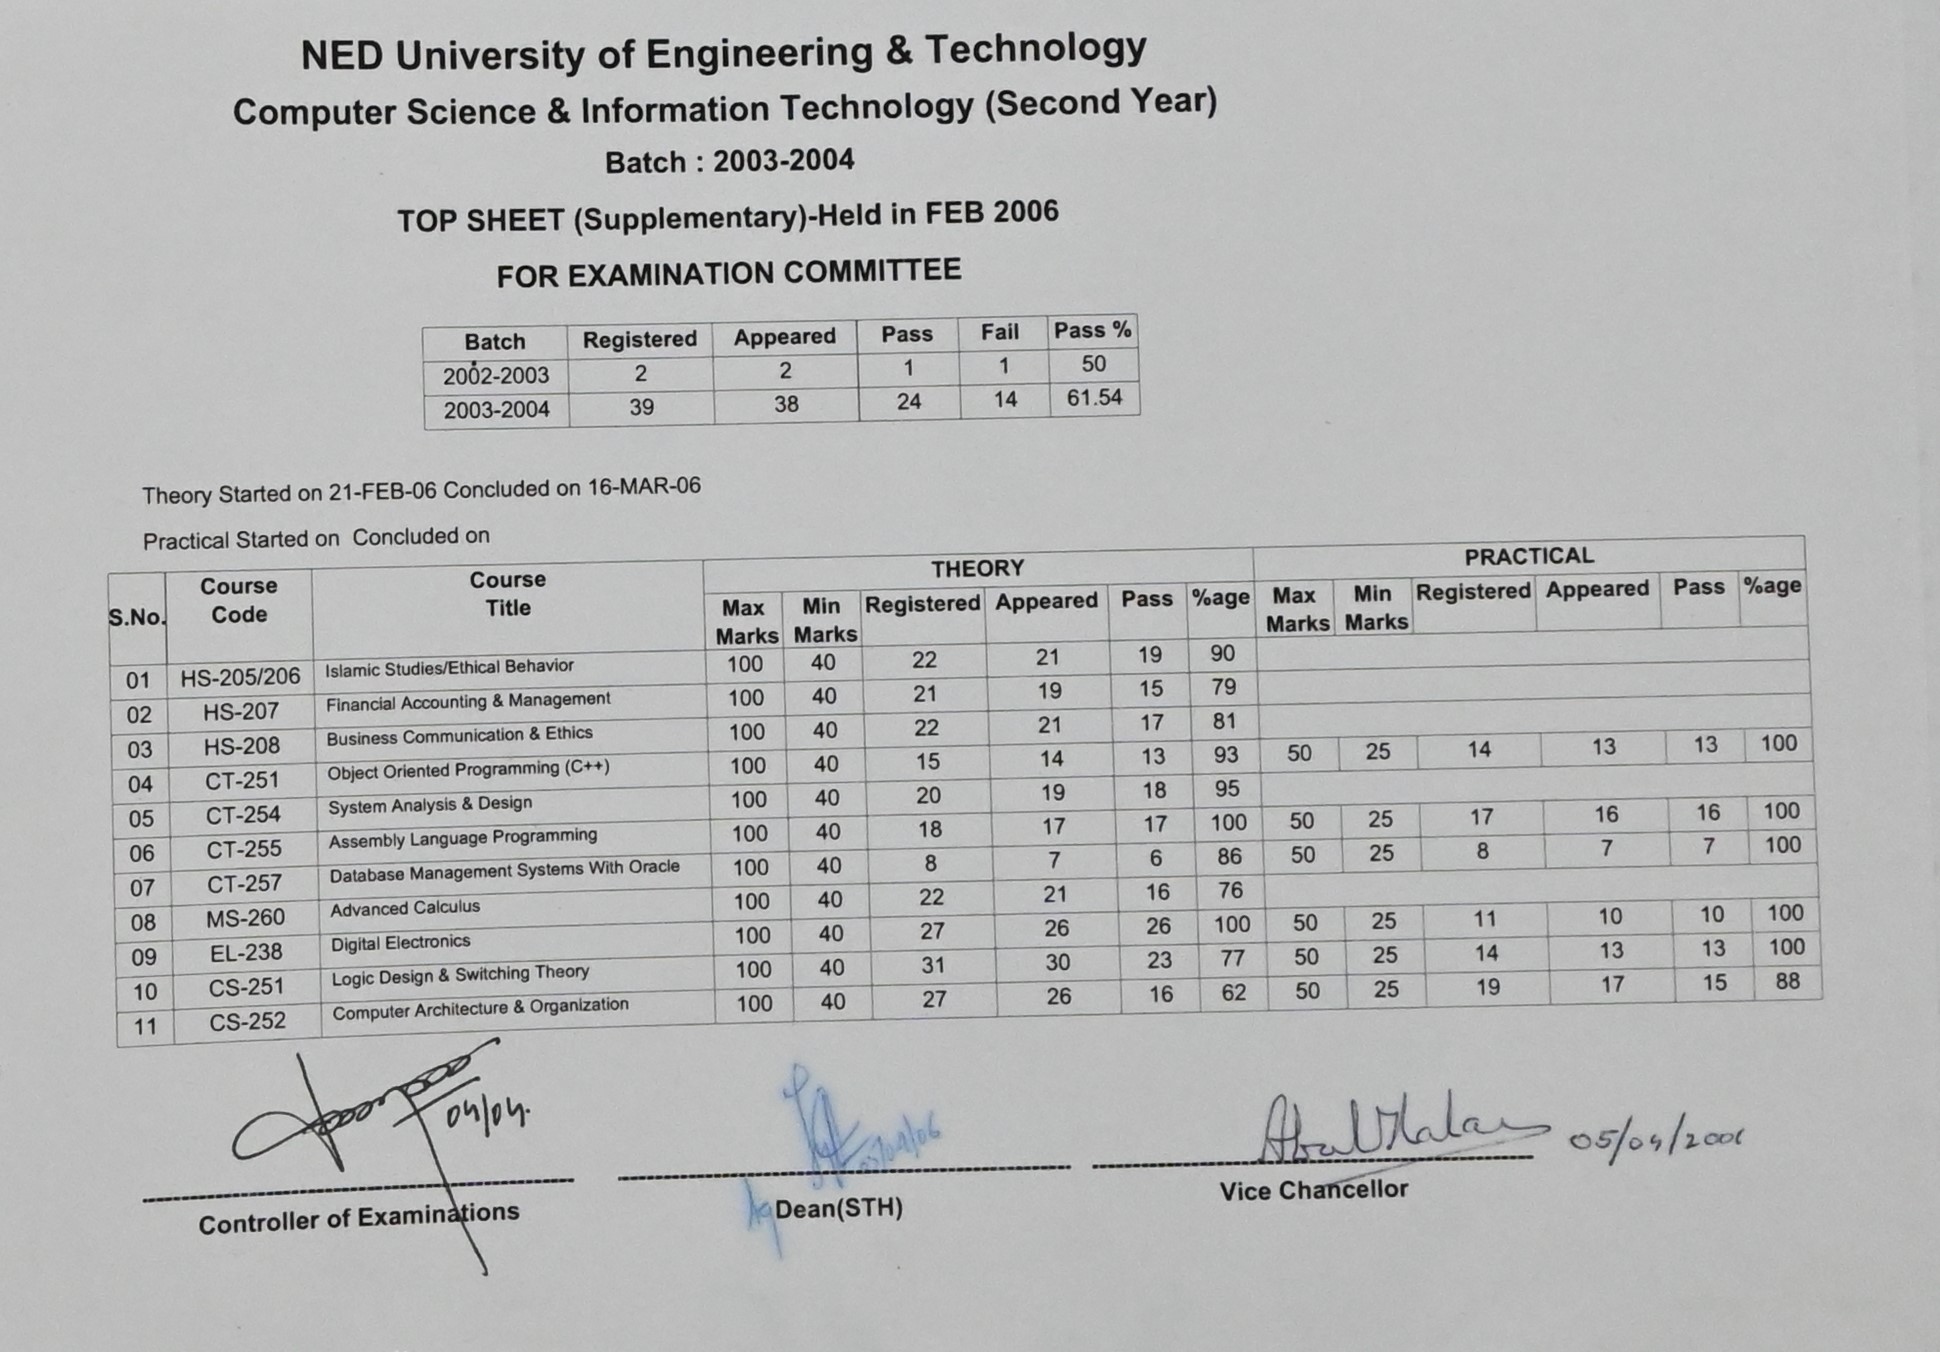 NED University of Engineering & Technology
Computer Science & Information Technology (Second Year)
Batch : 2003-2004
TOP SHEET (Supplementary)-Held in FEB 2006
FOR EXAMINATION COMMITTEE
Batch Registered Appeared Pass Fail Pass %
2002-2003 2 2 1 1 50
2003-2004 39 38 24 14 61.54
Theory Started on 21-FEB-06 Concluded on 16-MAR-06
Practical Started on Concluded on
THEORY PRACTICAL
S.No. Course Code Course Title Max Marks Min Marks Registered Appeared Pass %age Max Marks Min Marks Registered Appeared Pass %age
01 HS-205/206 Islamic Studies/Ethical Behavior 100 40 22 21 19 90
02 HS-207 Financial Accounting & Management 100 40 21 19 15 79
03 HS-208 Business Communication & Ethics 100 40 22 21 17 81
04 CT-251 Object Oriented Programming (C++) 100 40 15 14 13 93 50 25 14 13 13 100
05 CT-254 System Analysis & Design 100 40 20 19 18 95
06 CT-255 Assembly Language Programming 100 40 18 17 17 100 50 25 17 16 16 100
07 CT-257 Database Management Systems With Oracle 100 40 8 7 6 86 50 25 8 7 7 100
08 MS-260 Advanced Calculus 100 40 22 21 16 76
09 EL-238 Digital Electronics 100 40 27 26 26 100 50 25 11 10 10 100
10 CS-251 Logic Design & Switching Theory 100 40 31 30 23 77 50 25 14 13 13 100
11 CS-252 Computer Architecture & Organization 100 40 27 26 16 62 50 25 19 17 15 88
04/04. 05/04/2006
Controller of Examinations Ag Dean(STH) Vice Chancellor